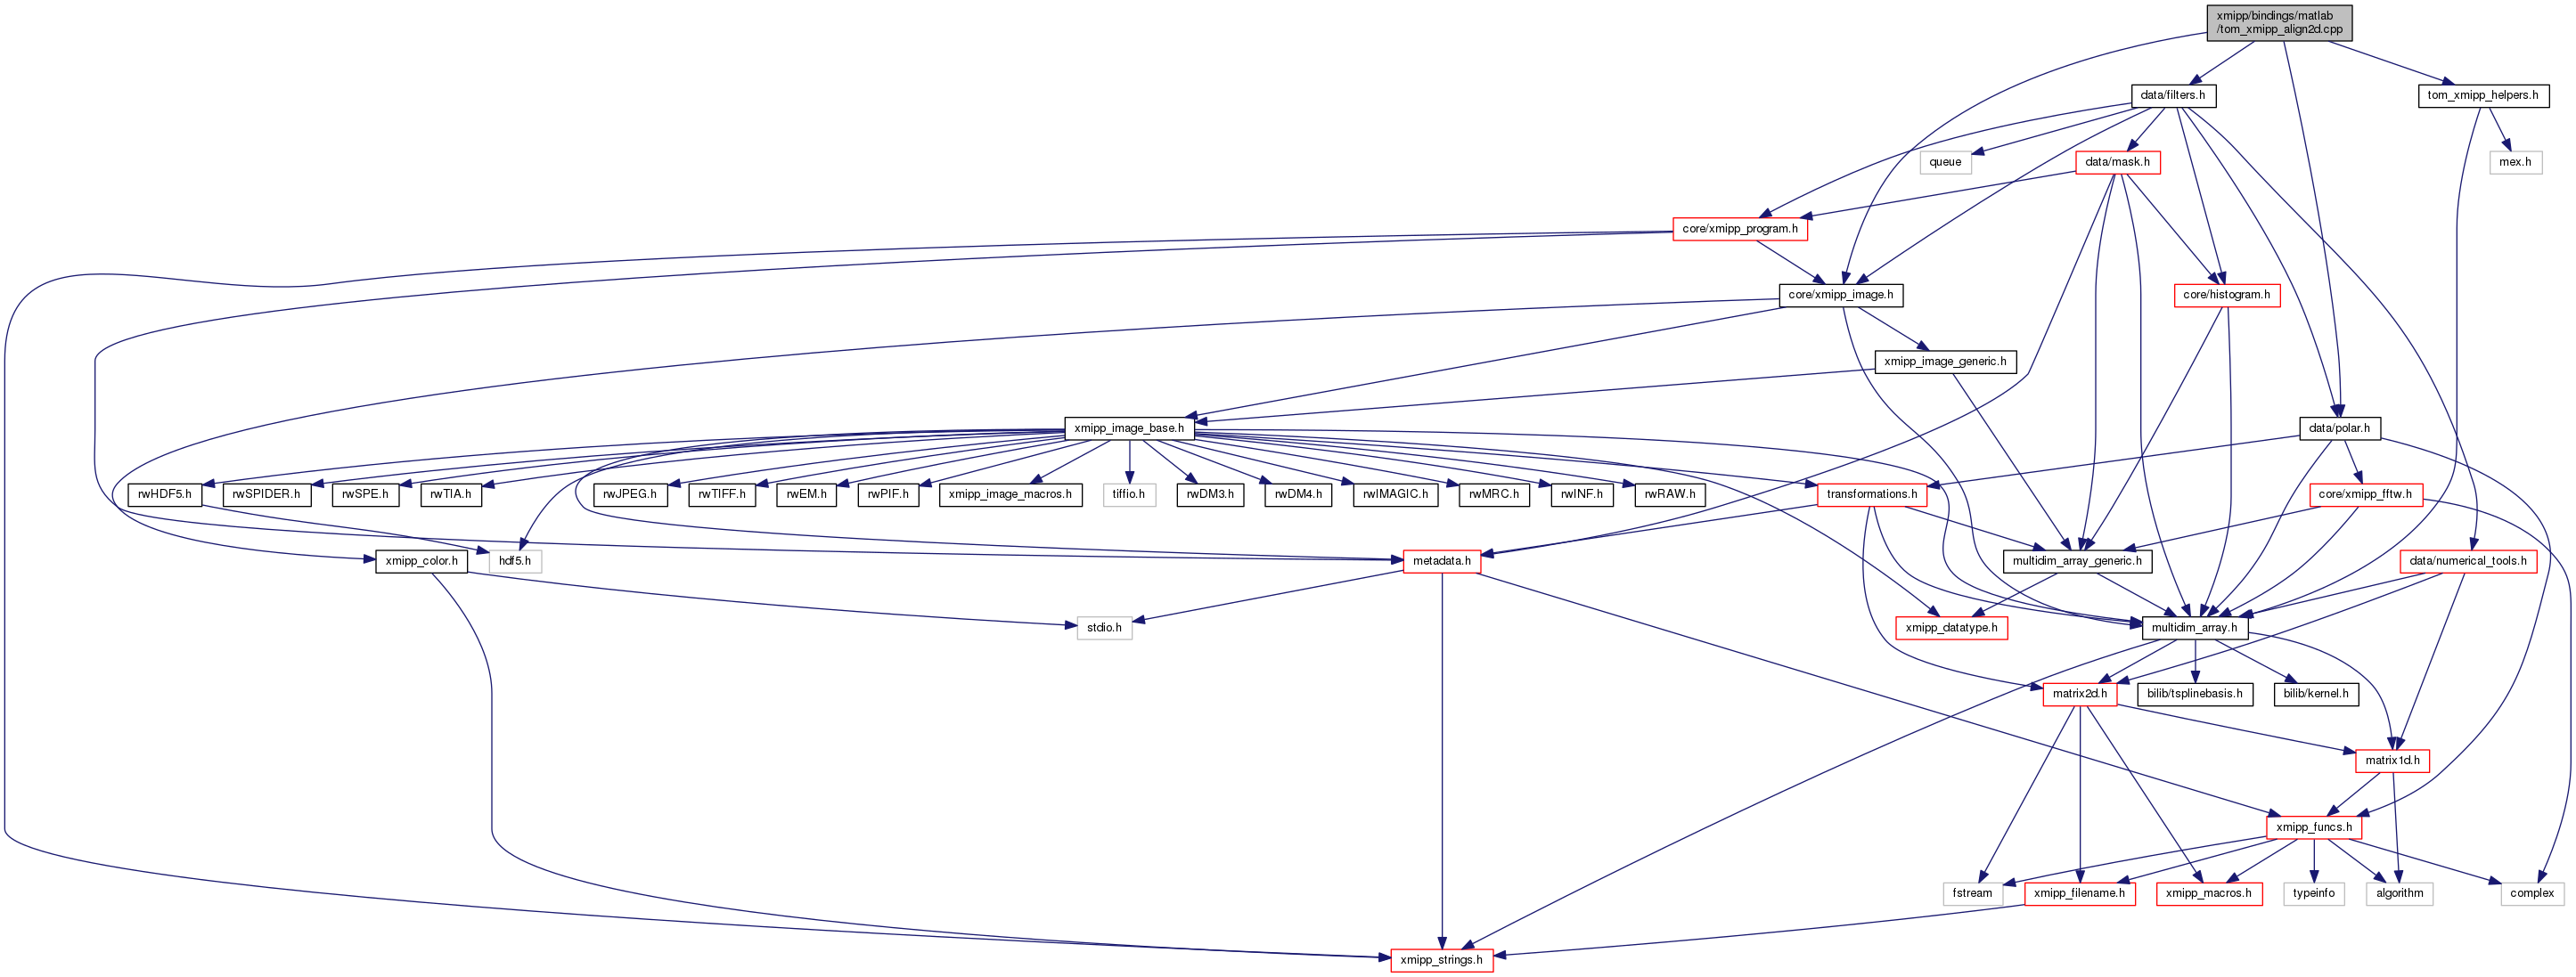 xmipp/bindings/matlab
/tom_xmipp_align2d.cpp
data/filters.h
tom_xmipp_helpers.h
queue
data/mask.h
mex.h
core/xmipp_program.h
core/xmipp_image.h
core/histogram.h
xmipp_image_generic.h
xmipp_image_base.h
data/polar.h
rwHDF5.h
rwSPIDER.h
rwSPE.h
rwTIA.h
rwJPEG.h
rwTIFF.h
rwEM.h
rwPIF.h
xmipp_image_macros.h
tiffio.h
rwDM3.h
rwDM4.h
rwIMAGIC.h
rwMRC.h
rwINF.h
rwRAW.h
transformations.h
core/xmipp_fftw.h
xmipp_color.h
hdf5.h
metadata.h
multidim_array_generic.h
data/numerical_tools.h
stdio.h
xmipp_datatype.h
multidim_array.h
matrix2d.h
bilib/tsplinebasis.h
bilib/kernel.h
matrix1d.h
xmipp_funcs.h
fstream
xmipp_filename.h
xmipp_macros.h
typeinfo
algorithm
complex
xmipp_strings.h